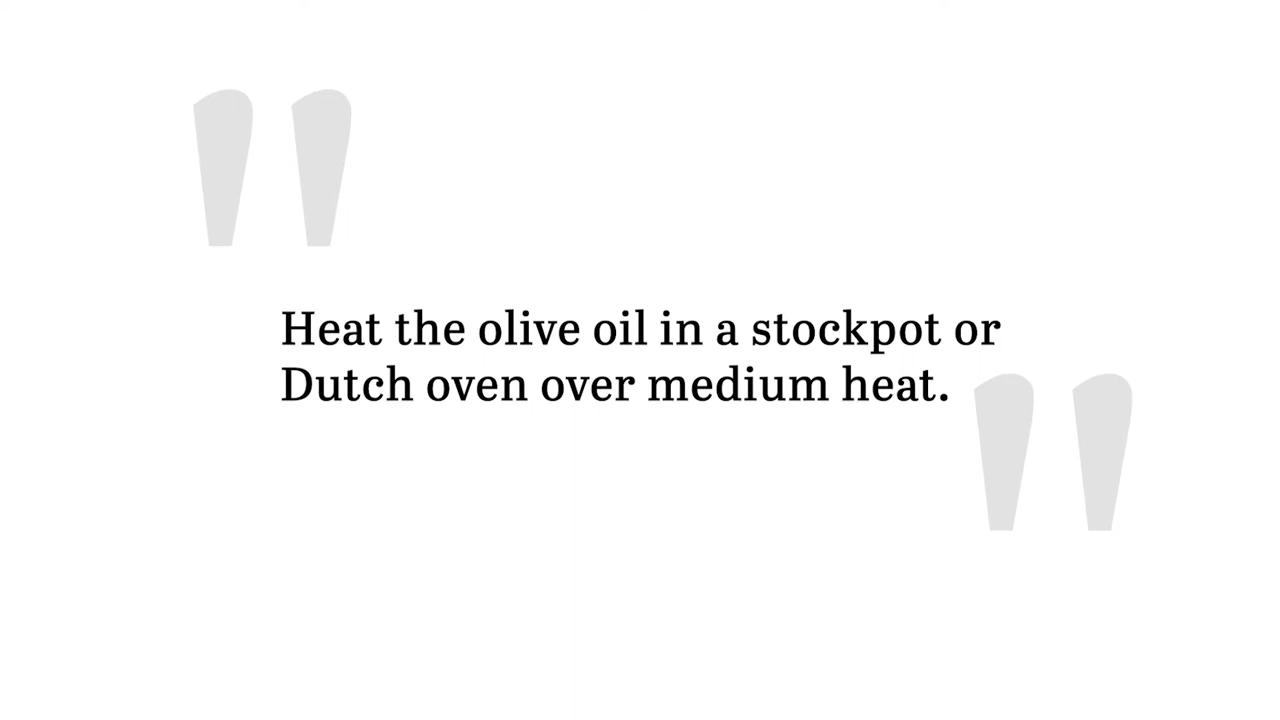 "Heat the olive oil in a stockpot or
Dutch oven over medium heat."